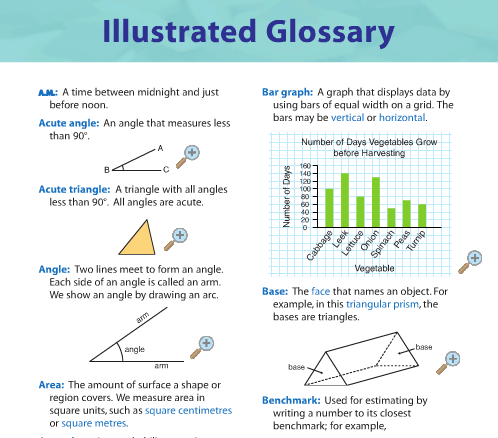 Illustrated Glossary
A.M.: A time between midnight and just
before noon.
Acute angle: An angle that measures less
than 90°.
A
B
C
Acute triangle: A triangle with all angles
less than 90°. All angles are acute.
Angle: Two lines meet to form an angle.
Each side of an angle is called an arm.
We show an angle by drawing an arc.
arm
angle
arm
Area: The amount of surface a shape or
region covers. We measure area in
square units, such as square centimetres
or square metres.
Bar graph: A graph that displays data by
using bars of equal width on a grid. The
bars may be vertical or horizontal.
Number of Days Vegetables Grow
before Harvesting
Number of Days
160
140
120
100
80
60
40
20
0
Cabbage
Leek
Lettuce
Onion
Spinach
Peas
Turnip
Vegetable
Base: The face that names an object. For
example, in this triangular prism, the
bases are triangles.
base
base
Benchmark: Used for estimating by
writing a number to its closest
benchmark; for example,